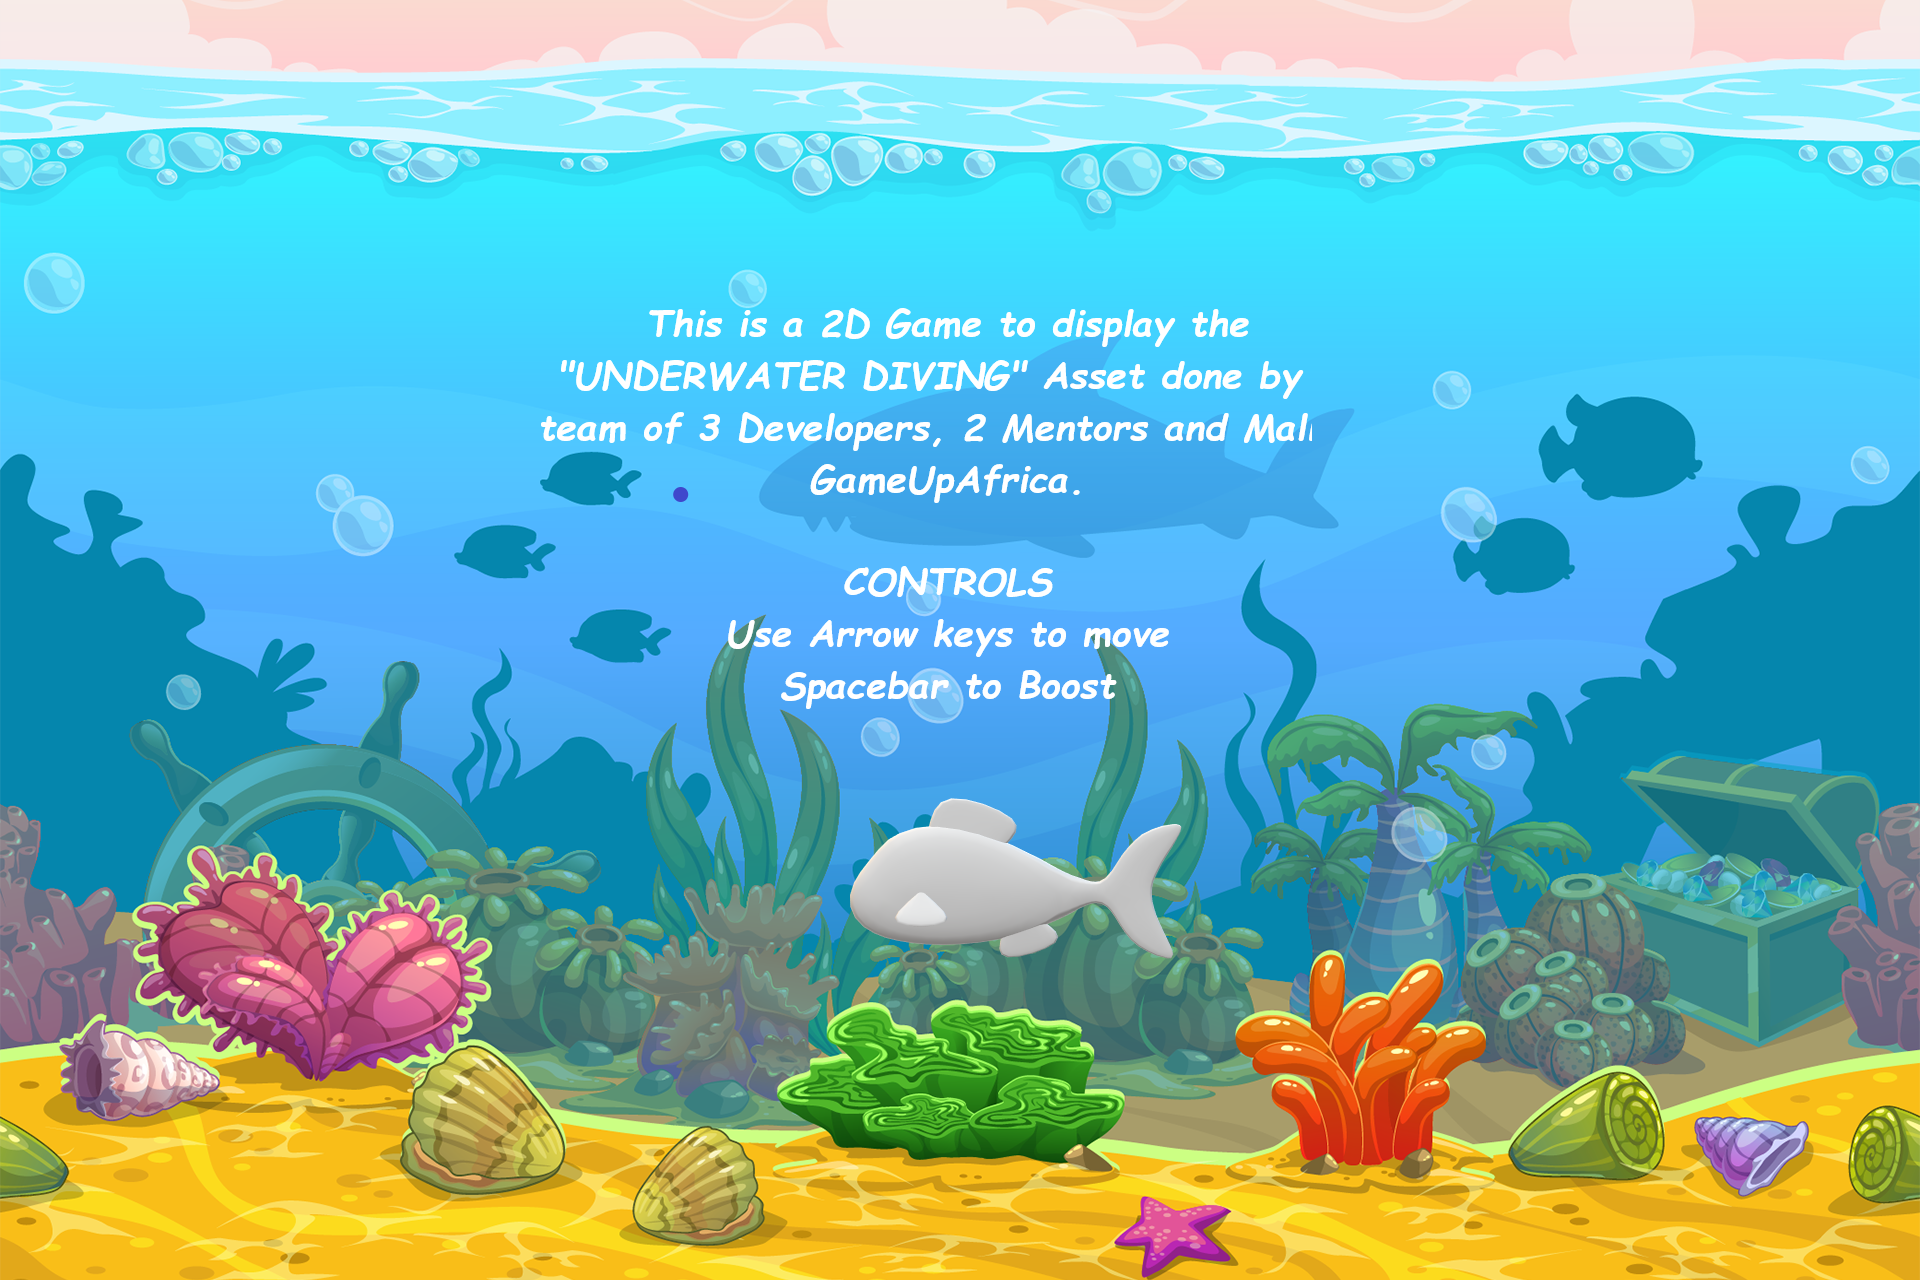 This is a 2D Game to display the
"UNDERWATER DIVING" Asset done by
team of 3 Developers, 2 Mentors and
GameUpAfrica.
CONTROLS
Use Arrow keys to move
Spacebar to Boost